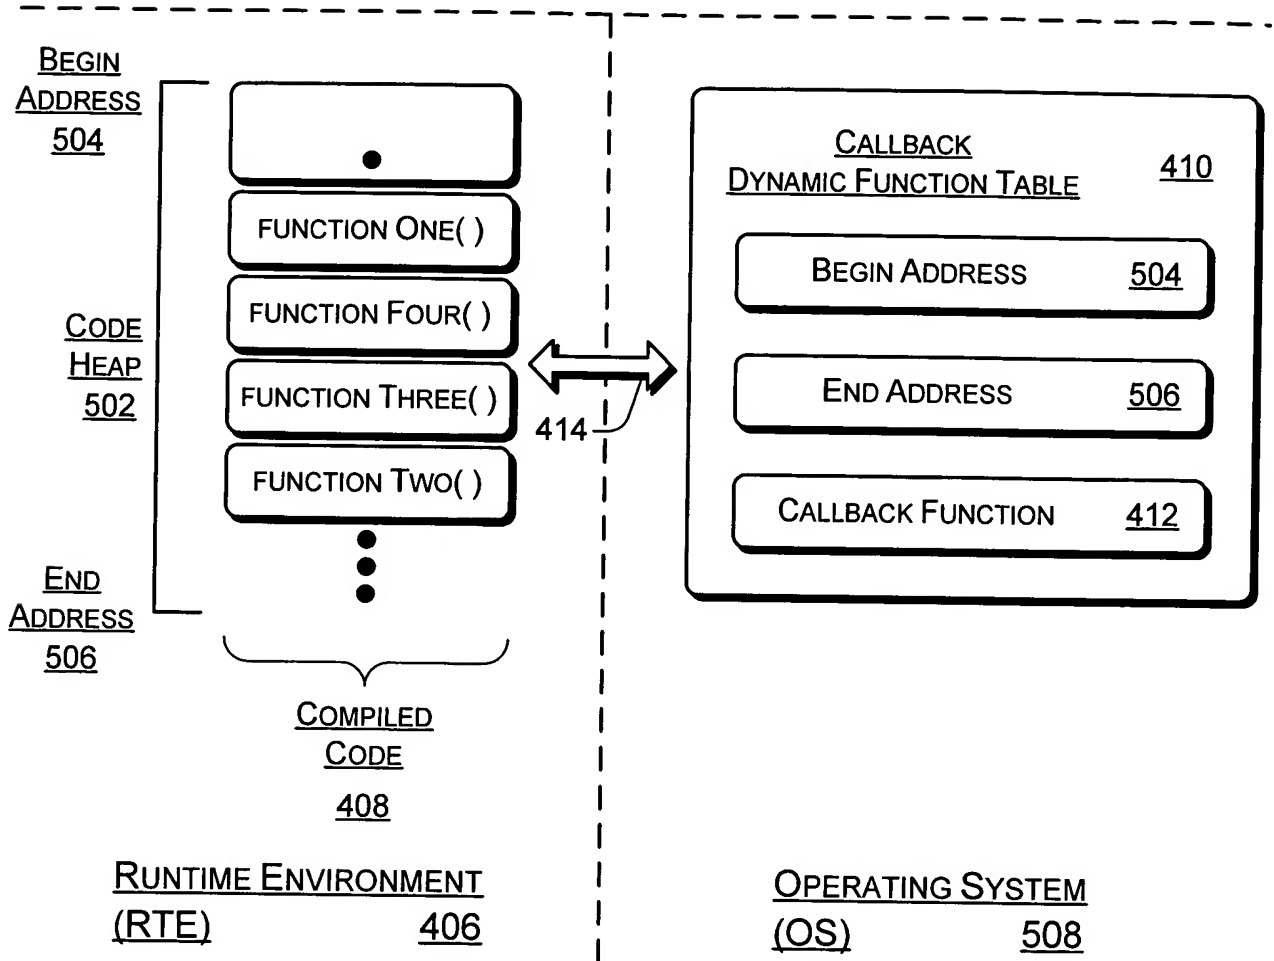 BEGIN
ADDRESS
504
FUNCTION ONE( )
FUNCTION FOUR( )
CODE
HEAP
502
FUNCTION THREE( )
FUNCTION TWO( )
END
ADDRESS
506
COMPILED
CODE
408
RUNTIME ENVIRONMENT
(RTE) 406
414
CALLBACK
DYNAMIC FUNCTION TABLE 410
BEGIN ADDRESS 504
END ADDRESS 506
CALLBACK FUNCTION 412
OPERATING SYSTEM
(OS) 508